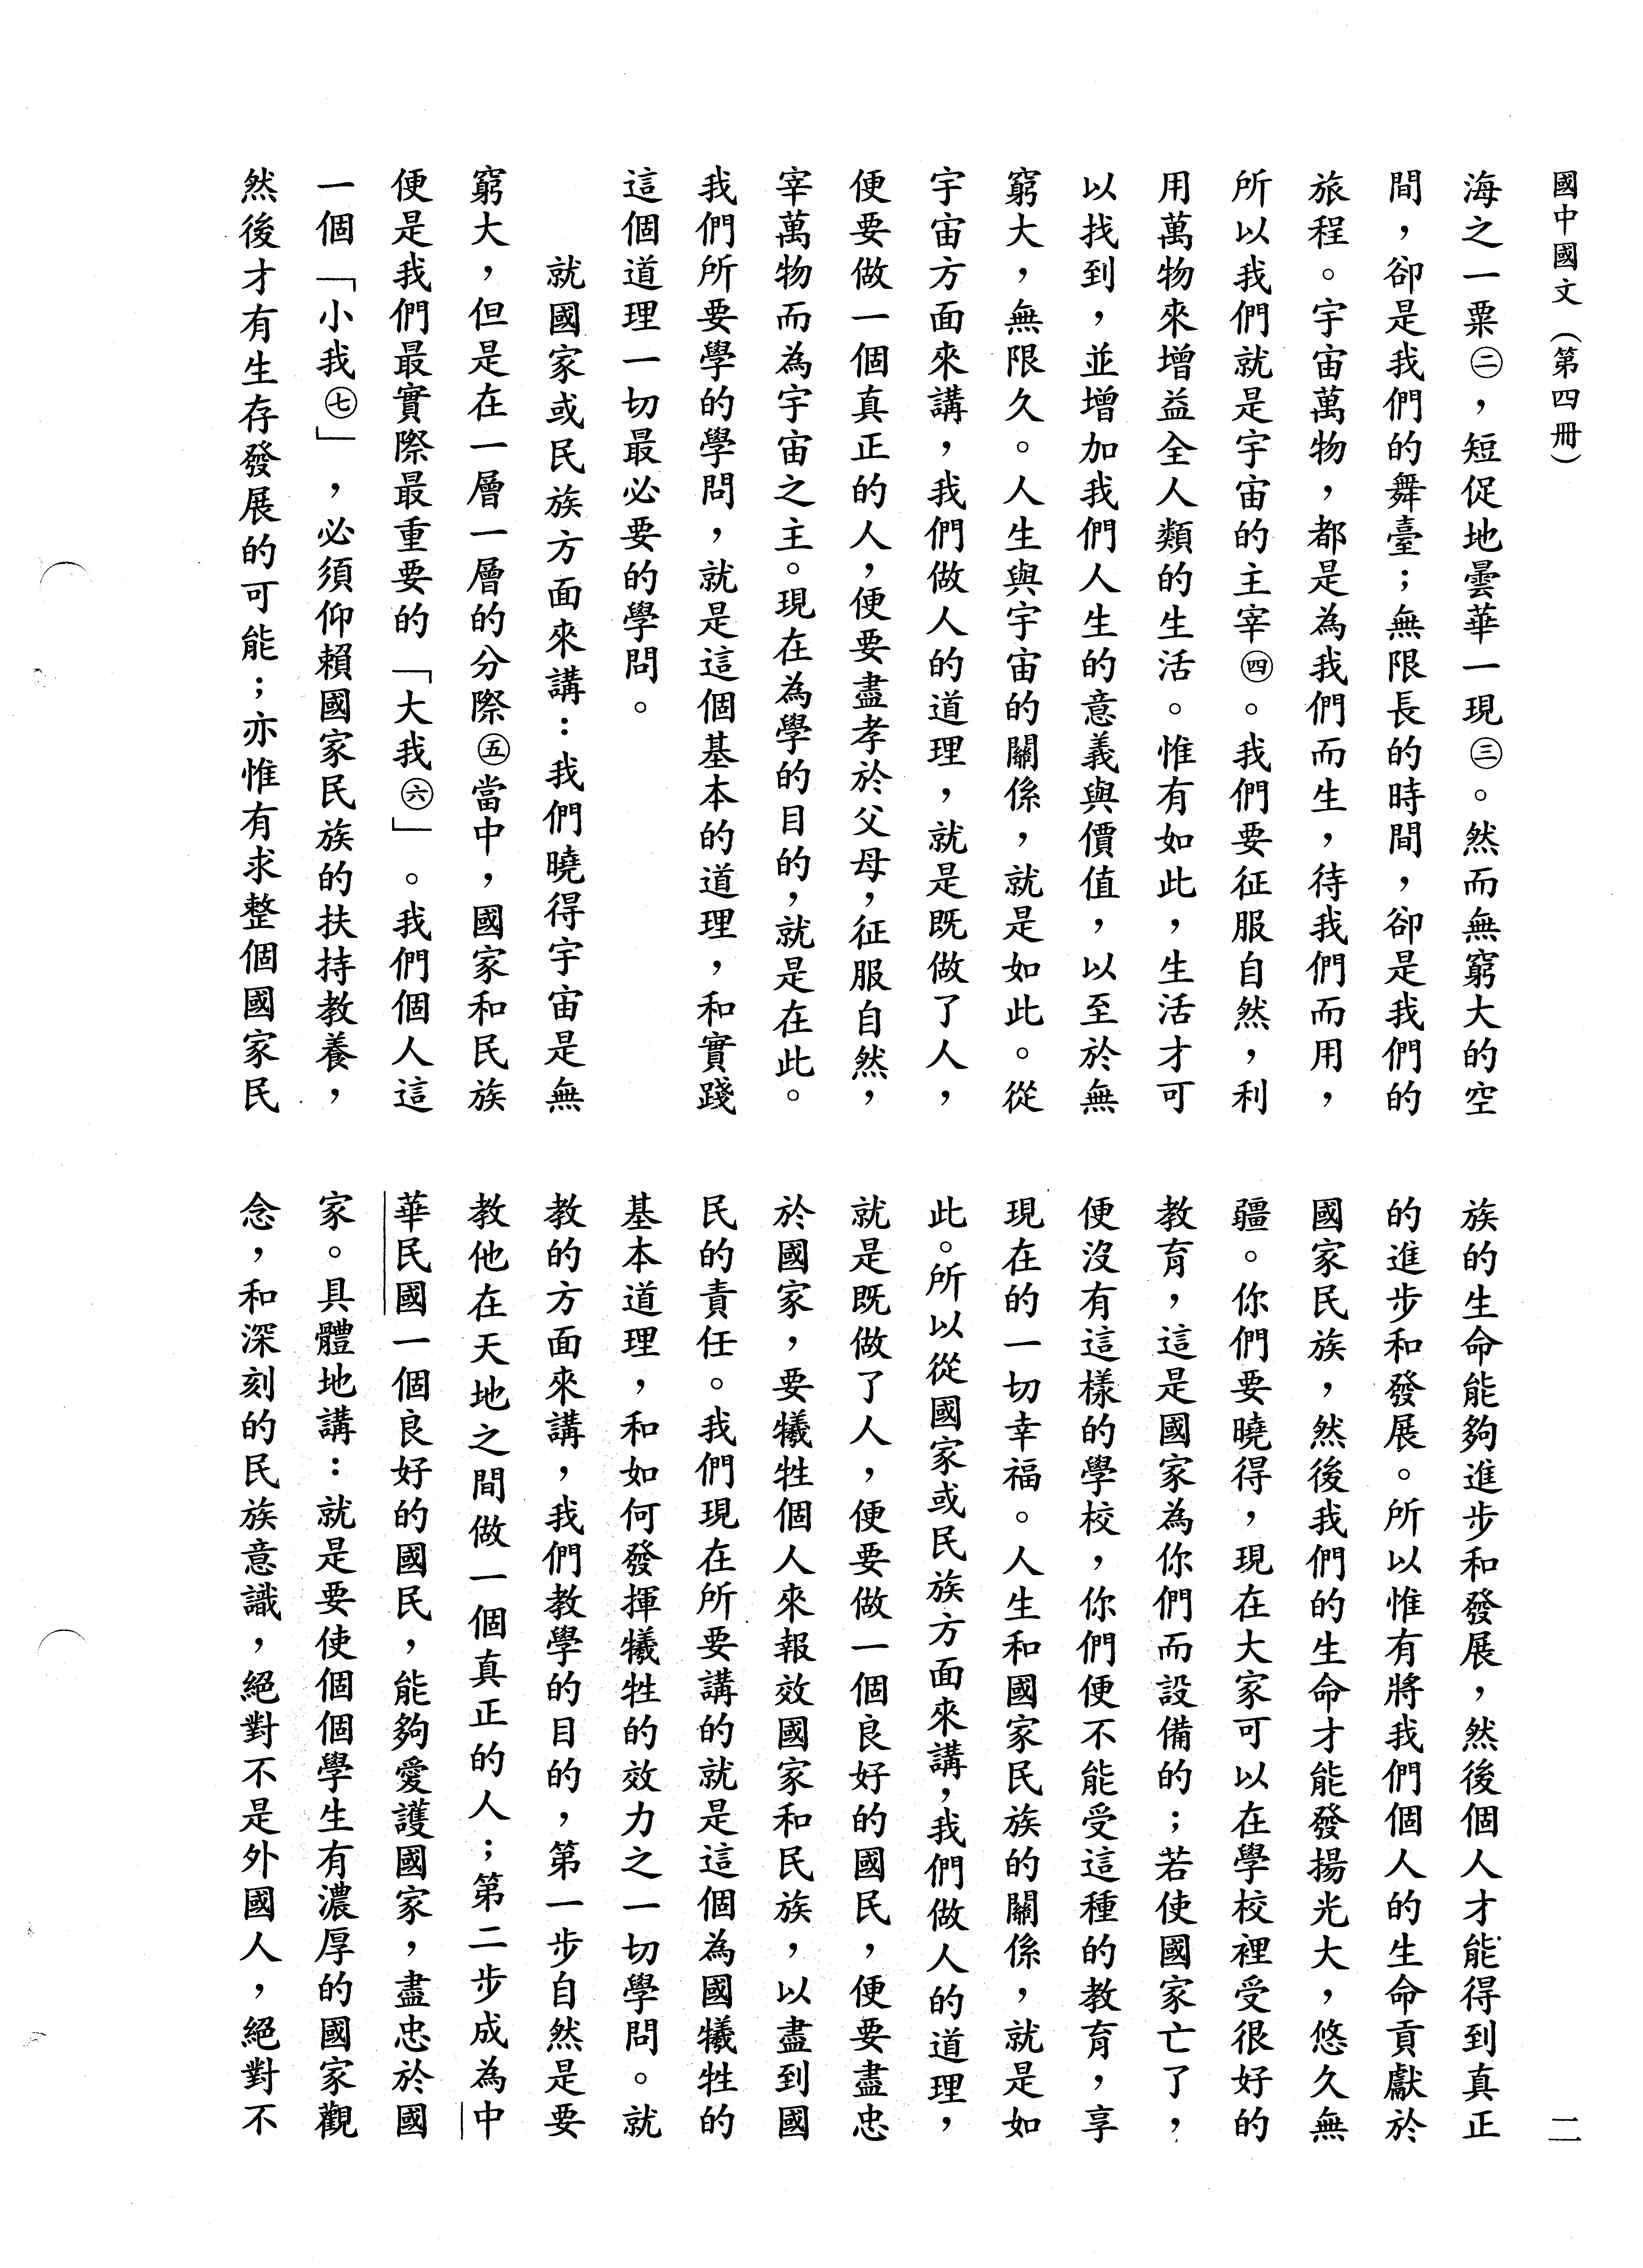 國中國文（第四冊）
海之一粟㊁，短促地曇華一現㊂。然而無窮大的空
間，卻是我們的舞臺；無限長的時間，卻是我們的
旅程。宇宙萬物，都是為我們而生，待我們而用，
所以我們就是宇宙的主宰㊃。我們要征服自然，利
用萬物來增益全人類的生活。惟有如此，生活才可
以找到，並增加我們人生的意義與價值，以至於無
窮大，無限久。人生與宇宙的關係，就是如此。從
宇宙方面來講，我們做人的道理，就是既做了人，
便要做一個真正的人，便要盡孝於父母，征服自然，
宰萬物而為宇宙之主。現在為學的目的，就是在此。
我們所要學的學問，就是這個基本的道理，和實踐
這個道理一切最必要的學問。
就國家或民族方面來講：我們曉得宇宙是無
窮大，但是在一層一層的分際㊄當中，國家和民族
便是我們最實際最重要的「大我㊅」。我們個人這
一個「小我㊆」，必須仰賴國家民族的扶持教養，
然後才有生存發展的可能；亦惟有求整個國家民
族的生命能夠進步和發展，然後個人才能得到真正
的進步和發展。所以惟有將我們個人的生命貢獻於
國家民族，然後我們的生命才能發揚光大，悠久無
疆。你們要曉得，現在大家可以在學校裡受很好的
教育，這是國家為你們而設備的；若使國家亡了，
便沒有這樣的學校，你們便不能受這種的教育，享
現在的一切幸福。人生和國家民族的關係，就是如
此。所以從國家或民族方面來講，我們做人的道理，
就是既做了人，便要做一個良好的國民，便要盡忠
於國家，要犧牲個人來報效國家和民族，以盡到國
民的責任。我們現在所要講的就是這個為國犧牲的
基本道理，和如何發揮犧牲的效力之一切學問。就
教的方面來講，我們教學的目的，第一步自然是要
教他在天地之間做一個真正的人；第二步成為中
華民國一個良好的國民，能夠愛護國家，盡忠於國
家。具體地講：就是要使個個學生有濃厚的國家觀
念，和深刻的民族意識，絕對不是外國人，絕對不
二